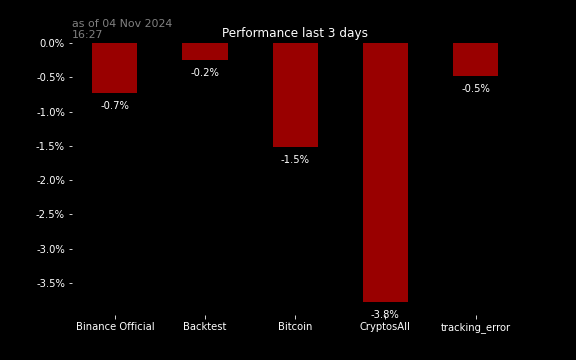 as of 04 Nov 2024
16:27
Performance last 3 days
0.0%
-0.5%
-1.0%
-1.5%
-2.0%
-2.5%
-3.0%
-3.5%
-0.7%
-0.2%
-1.5%
-3.8%
-0.5%
Binance Official
Backtest
Bitcoin
CryptosAll
tracking_error